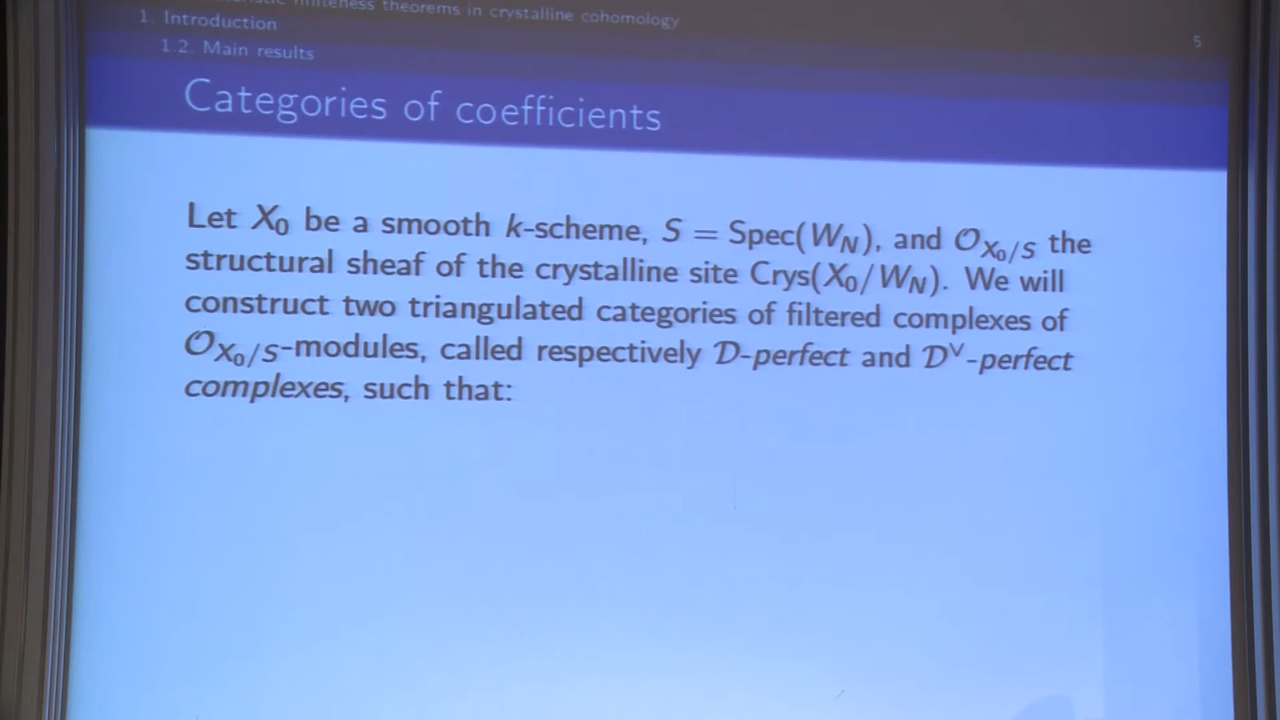 finiteness theorems in crystalline cohomology
1. Introduction
1.2. Main results
5
Categories of coefficients
Let X₀ be a smooth k-scheme, S = Spec(W_N), and 𝒪_{X₀/S} the
structural sheaf of the crystalline site Crys(X₀/W_N). We will
construct two triangulated categories of filtered complexes of
𝒪_{X₀/S}-modules, called respectively 𝒟-perfect and 𝒟^∨-perfect
complexes, such that: